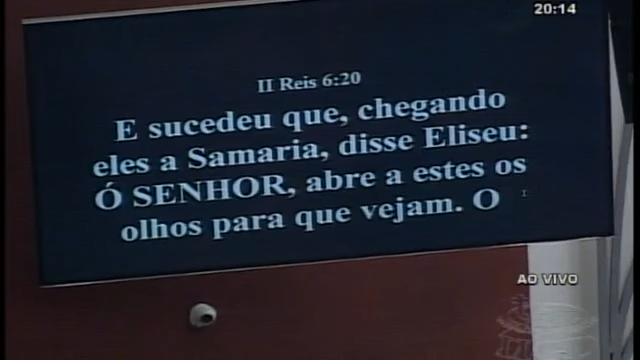 20:14
II Reis 6:20
E sucedeu que, chegando
eles a Samaria, disse Eliseu:
Ó SENHOR, abre a estes os
olhos para que vejam. O
AO VIVO